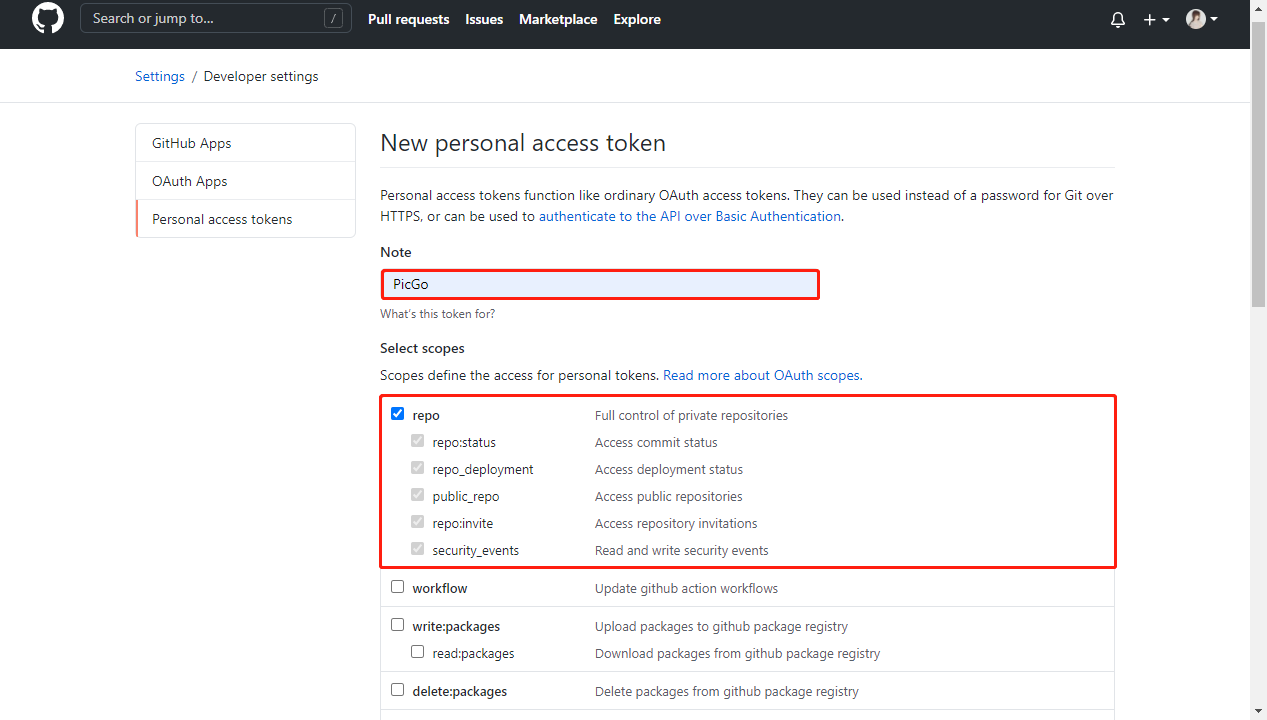 Search or jump to... /
Pull requests Issues Marketplace Explore
Settings / Developer settings
GitHub Apps
OAuth Apps
Personal access tokens
New personal access token
Personal access tokens function like ordinary OAuth access tokens. They can be used instead of a password for Git over
HTTPS, or can be used to authenticate to the API over Basic Authentication.
Note
PicGo
What's this token for?
Select scopes
Scopes define the access for personal tokens. Read more about OAuth scopes.
repo Full control of private repositories
repo:status Access commit status
repo_deployment Access deployment status
public_repo Access public repositories
repo:invite Access repository invitations
security_events Read and write security events
workflow Update github action workflows
write:packages Upload packages to github package registry
read:packages Download packages from github package registry
delete:packages Delete packages from github package registry